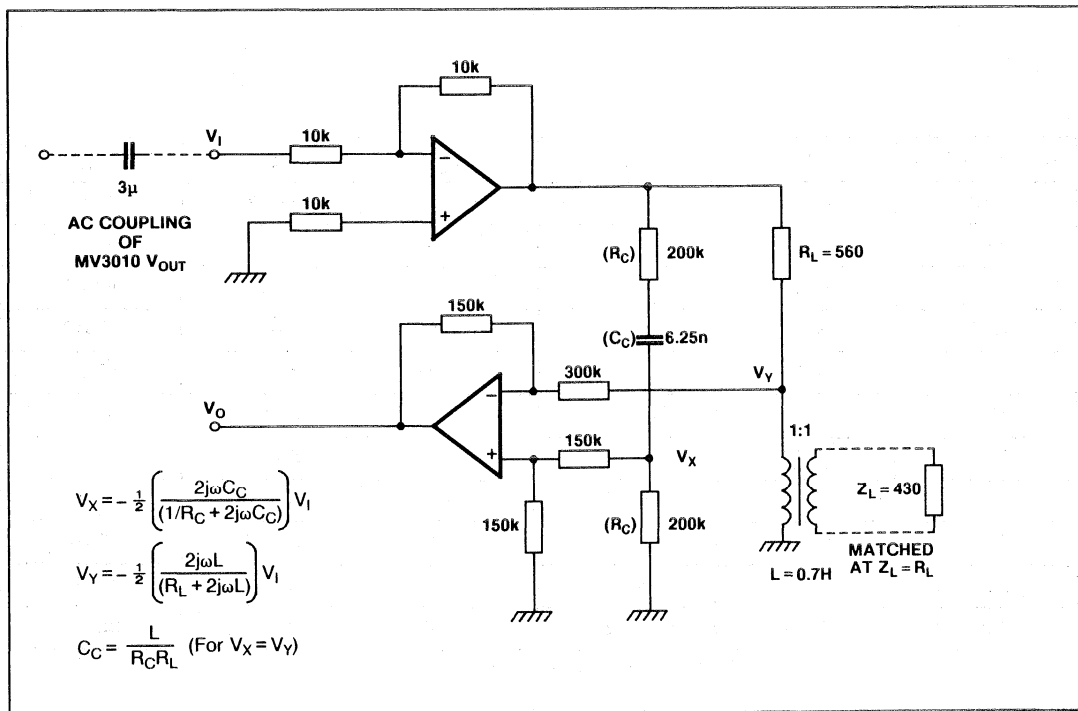 10k
V_I
10k
3µ
10k
AC COUPLING
OF
MV3010 V_OUT
−
+
(R_C) 200k
R_L = 560
150k
(C_C) 6.25n
300k
V_Y
V_O
−
+
150k
V_X
1:1
150k
(R_C) 200k
Z_L = 430
L = 0.7H
MATCHED
AT Z_L = R_L
V_X = − 1/2 (2jωC_C / (1/R_C + 2jωC_C)) V_I
V_Y = − 1/2 (2jωL / (R_L + 2jωL)) V_I
C_C = L / R_C R_L (For V_X = V_Y)